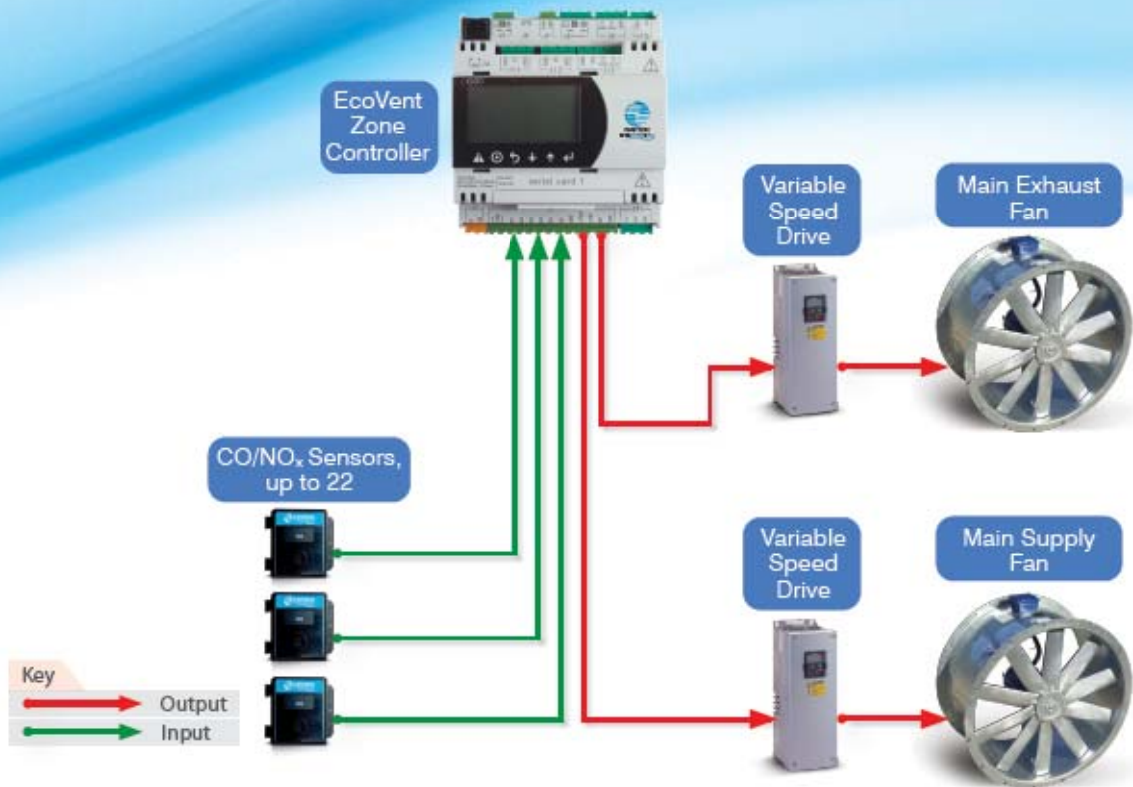 EcoVent
Zone
Controller
serial card 1
Variable
Speed
Drive
Main Exhaust
Fan
CO/NOₓ Sensors,
up to 22
Variable
Speed
Drive
Main Supply
Fan
Key
Output
Input